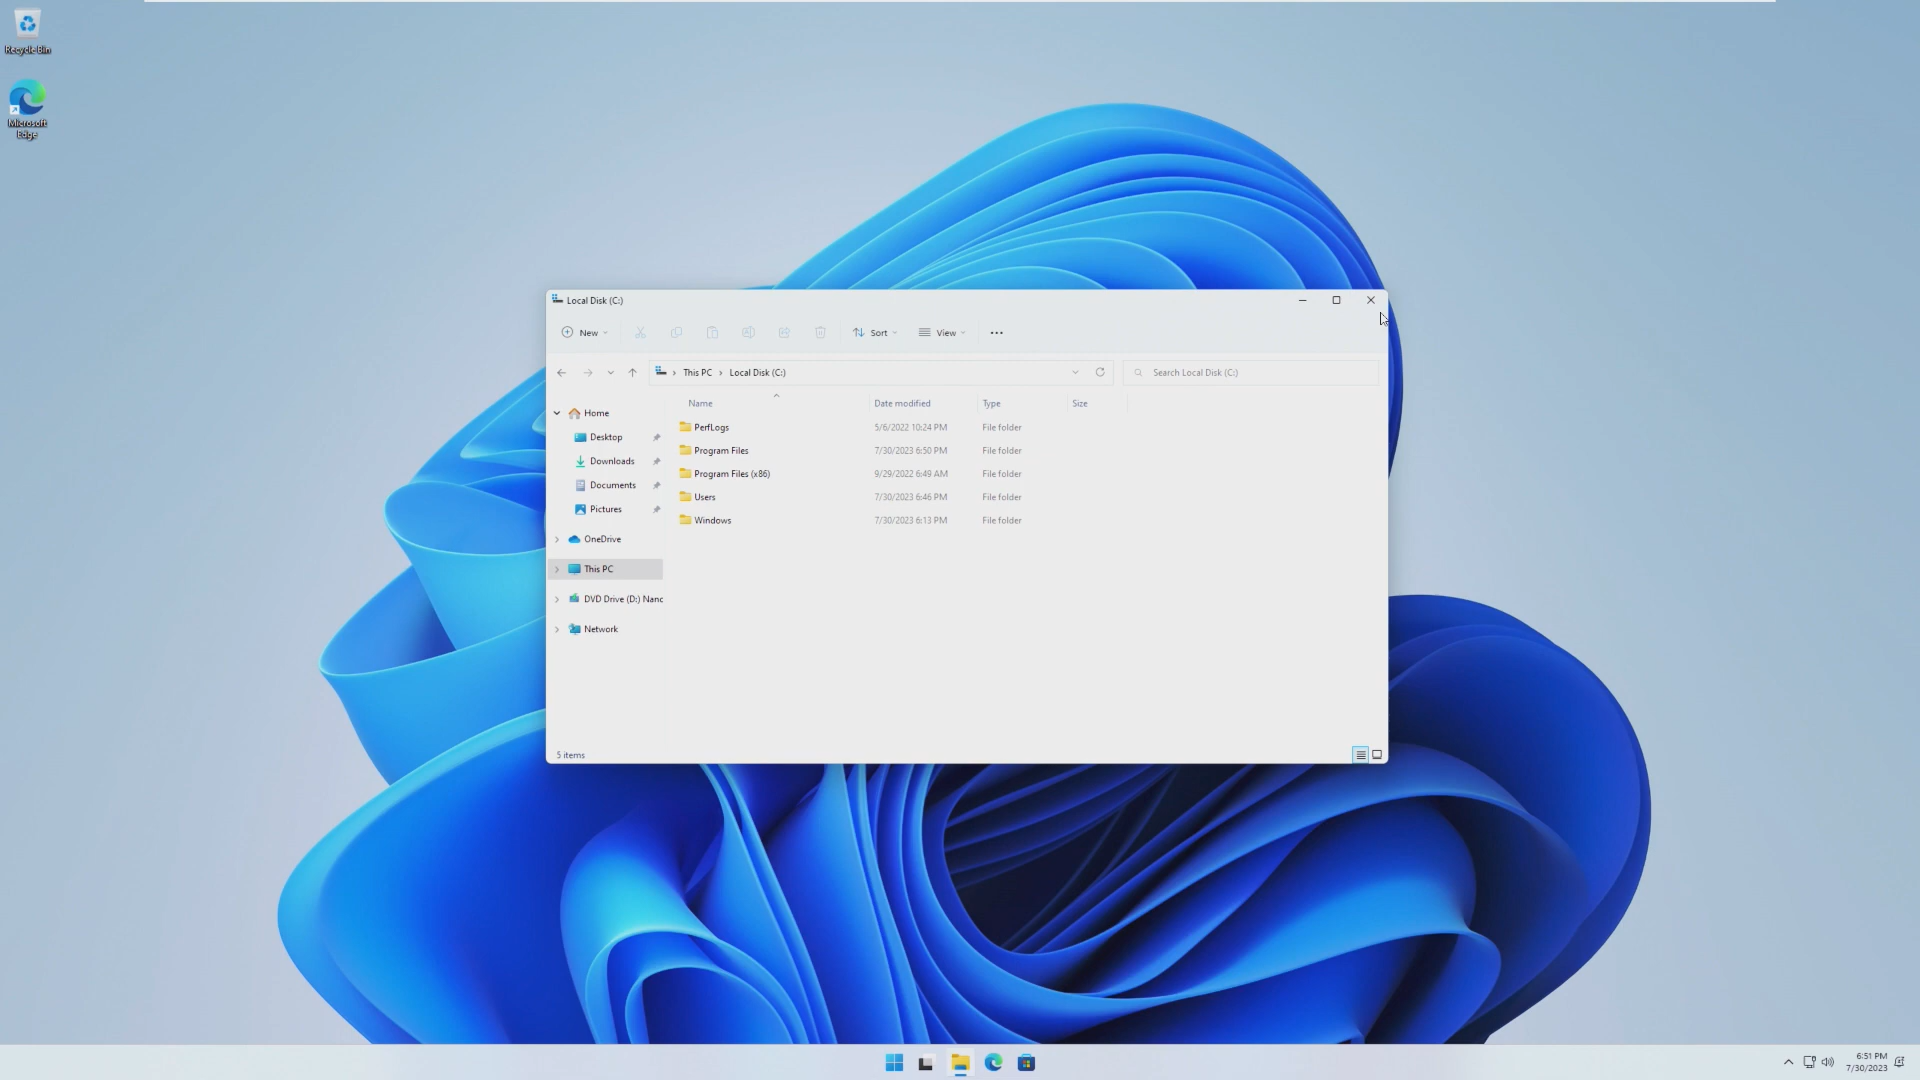 Recycle Bin
Microsoft
Edge
Local Disk (C:)
New
Sort
View
This PC
Local Disk (C:)
Search Local Disk (C:)
Name
Date modified
Type
Size
Home
Desktop
Downloads
Documents
Pictures
OneDrive
This PC
DVD Drive (D:) Nanc
Network
PerfLogs
5/6/2022 10:24 PM
File folder
Program Files
7/30/2023 6:50 PM
File folder
Program Files (x86)
9/29/2022 6:49 AM
File folder
Users
7/30/2023 6:46 PM
File folder
Windows
7/30/2023 6:13 PM
File folder
5 items
6:51 PM
7/30/2023